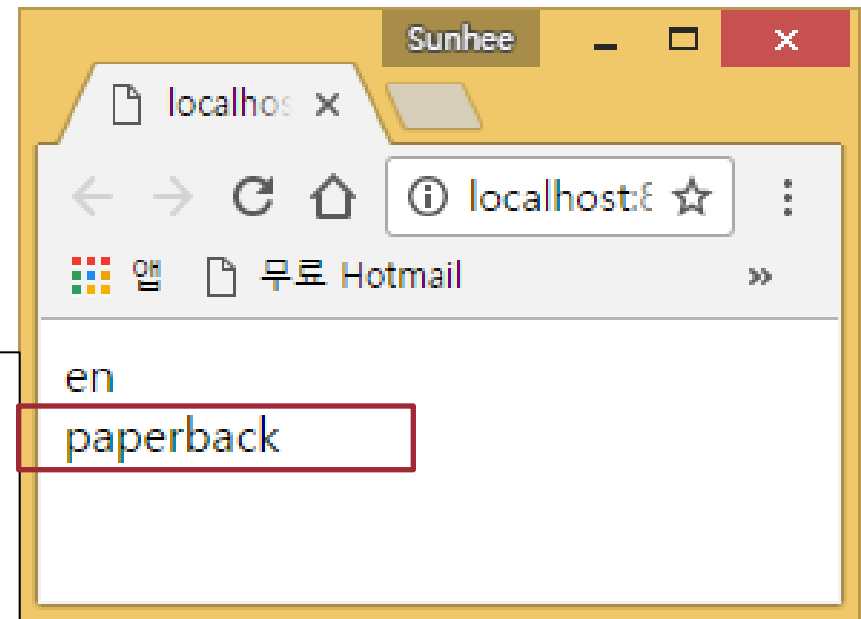 Sunhee
localhos
localhost:8
앱 무료 Hotmail
en
paperback